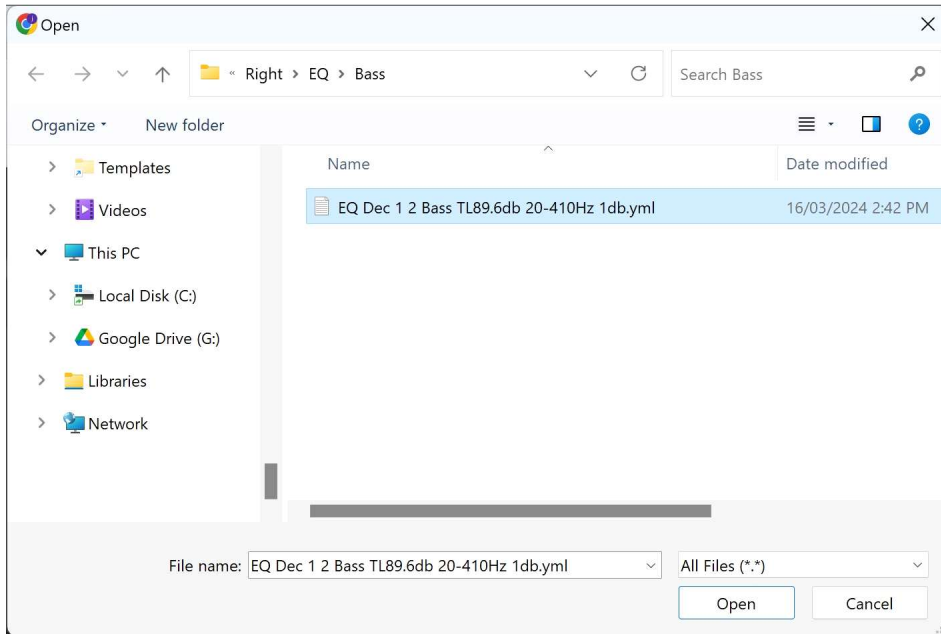 Open
« Right > EQ > Bass
Search Bass
Organize
New folder
Name
Date modified
Templates
Videos
This PC
Local Disk (C:)
Google Drive (G:)
Libraries
Network
EQ Dec 1 2 Bass TL89.6db 20-410Hz 1db.yml
16/03/2024 2:42 PM
File name: EQ Dec 1 2 Bass TL89.6db 20-410Hz 1db.yml
All Files (*.*)
Open
Cancel